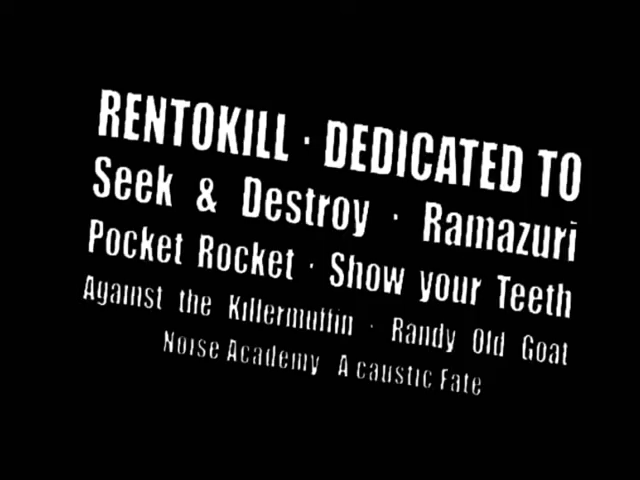 RENTOKILL · DEDICATED TO
Seek & Destroy · Ramazuri
Pocket Rocket · Show your Teeth
Against the Killermuffin · Randy Old Goat
Noise Academy A caustic Fate